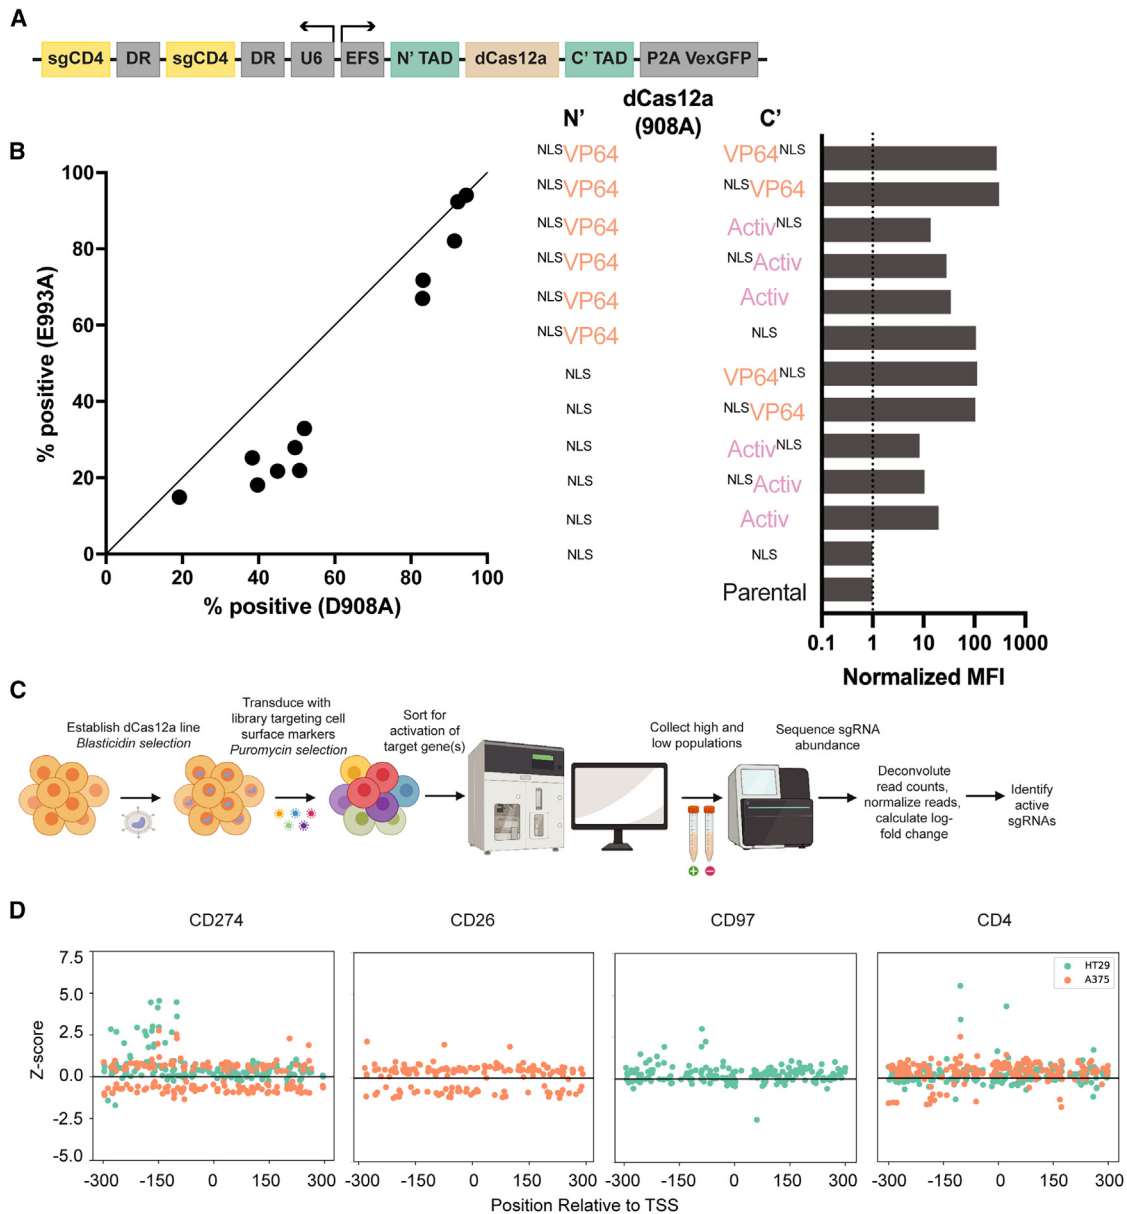 A
sgCD4 DR sgCD4 DR U6 EFS N' TAD dCas12a C' TAD P2A VexGFP
B
% positive (E993A)
100
80
60
40
20
0
0 20 40 60 80 100
% positive (D908A)
N' dCas12a C'
(908A)
NLSVP64 VP64NLS
NLSVP64 NLSVP64
NLSVP64 ActivNLS
NLSVP64 NLSActiv
NLSVP64 Activ
NLSVP64 NLS
NLS VP64NLS
NLS NLSVP64
NLS ActivNLS
NLS NLSActiv
NLS Activ
NLS NLS
Parental
0.1 1 10 100 1000
Normalized MFI
C
Establish dCas12a line
Blasticidin selection
Transduce with
library targeting cell
surface markers
Puromycin selection
Sort for
activation of
target gene(s)
Collect high and
low populations
+ −
Sequence sgRNA
abundance
Deconvolute
read counts,
normalize reads,
calculate log-
fold change
Identify
active
sgRNAs
D
CD274 CD26 CD97 CD4
Z-score
7.5
5.0
2.5
0.0
-2.5
-5.0
HT29
A375
-300 -150 0 150 300 -300 -150 0 150 300 -300 -150 0 150 300 -300 -150 0 150 300
Position Relative to TSS